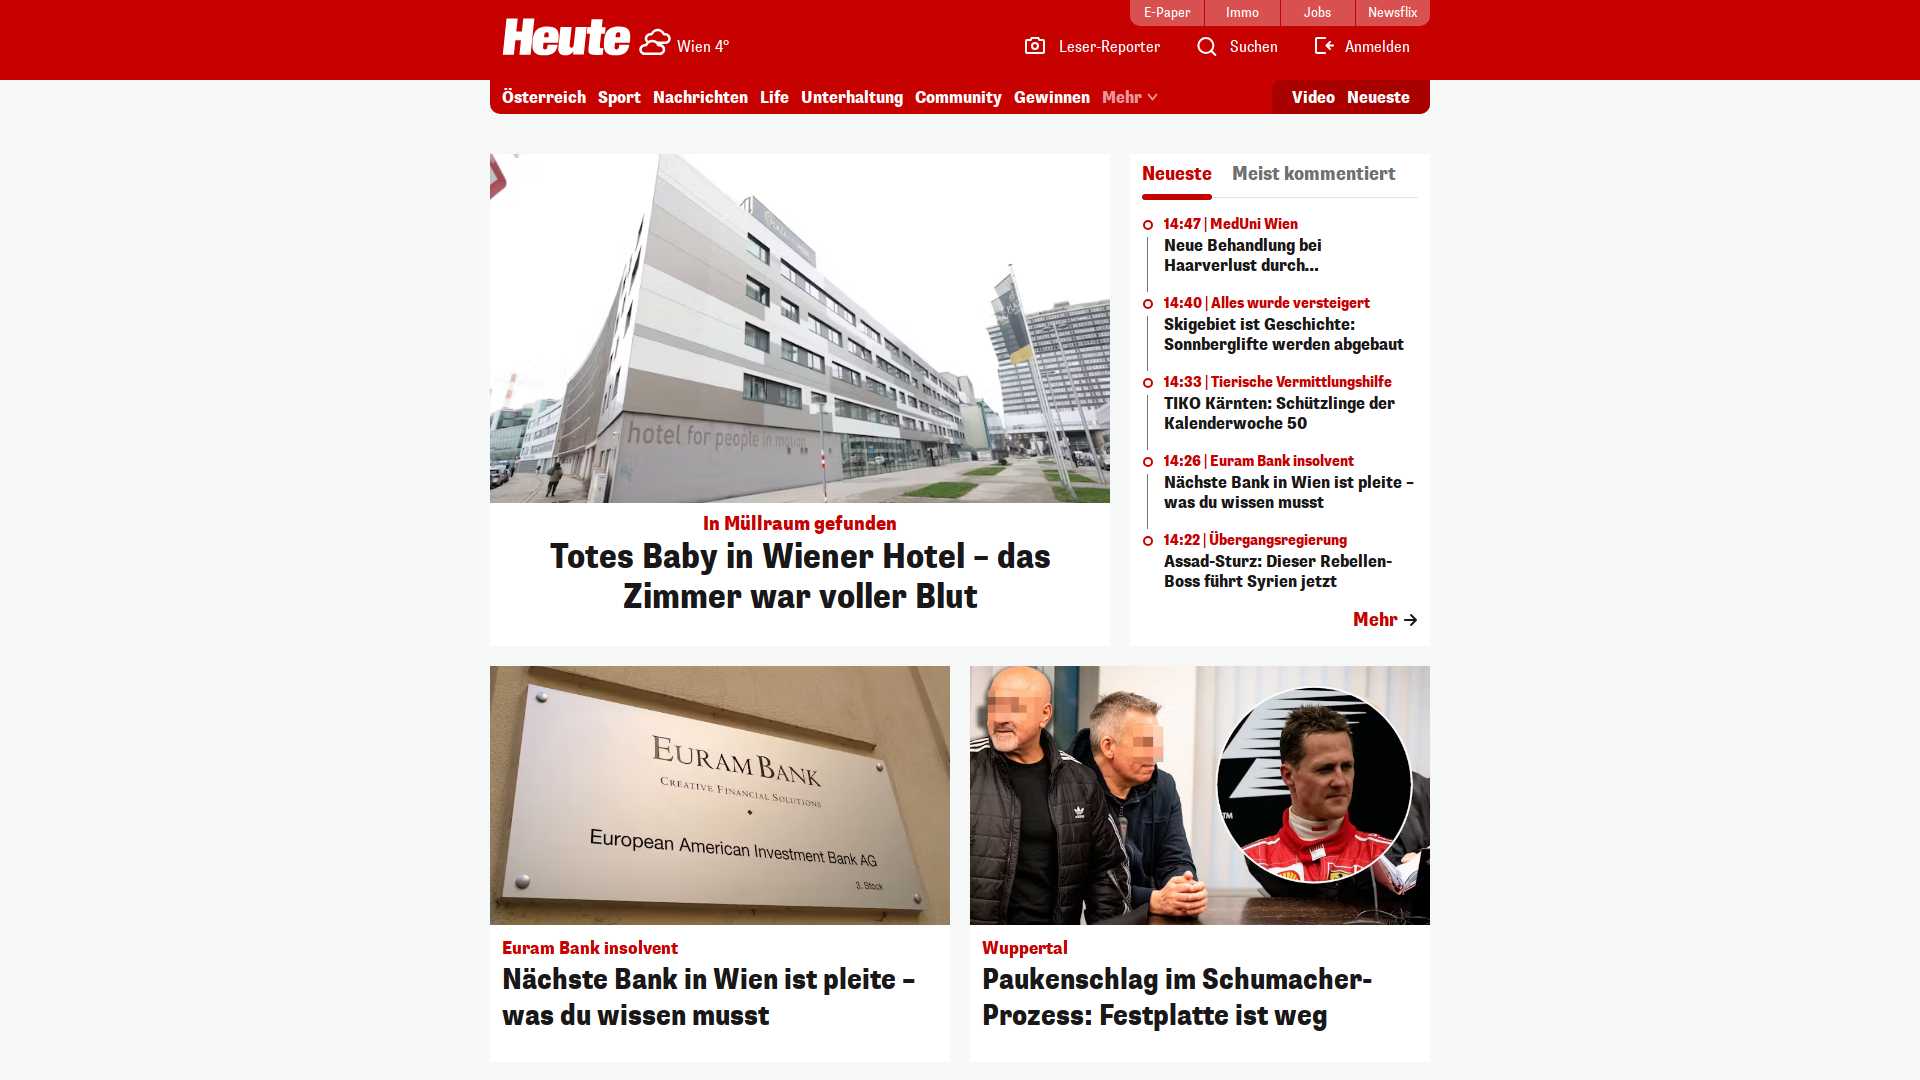 E-Paper
Immo
Jobs
Newsflix
Heute
Wien 4°
Leser-Reporter
Suchen
Anmelden
Österreich
Sport
Nachrichten
Life
Unterhaltung
Community
Gewinnen
Mehr
Video
Neueste
hotel for people in motion
In Müllraum gefunden
Totes Baby in Wiener Hotel – das
Zimmer war voller Blut
Neueste
Meist kommentiert
14:47 | MedUni Wien
Neue Behandlung bei
Haarverlust durch...
14:40 | Alles wurde versteigert
Skigebiet ist Geschichte:
Sonnberglifte werden abgebaut
14:33 | Tierische Vermittlungshilfe
TIKO Kärnten: Schützlinge der
Kalenderwoche 50
14:26 | Euram Bank insolvent
Nächste Bank in Wien ist pleite –
was du wissen musst
14:22 | Übergangsregierung
Assad-Sturz: Dieser Rebellen-
Boss führt Syrien jetzt
Mehr
EURAM BANK
CREATIVE FINANCIAL SOLUTIONS
European American Investment Bank AG
3. Stock
Euram Bank insolvent
Nächste Bank in Wien ist pleite –
was du wissen musst
TM
Wuppertal
Paukenschlag im Schumacher-
Prozess: Festplatte ist weg